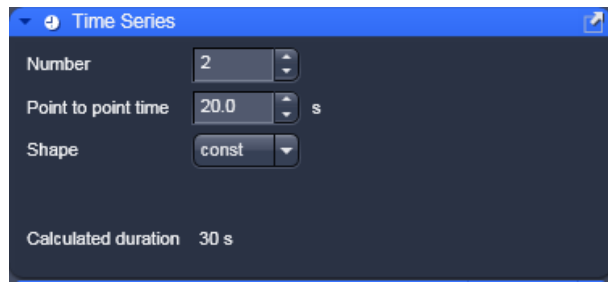 Time Series
Number 2
Point to point time 20.0 s
Shape const
Calculated duration 30 s